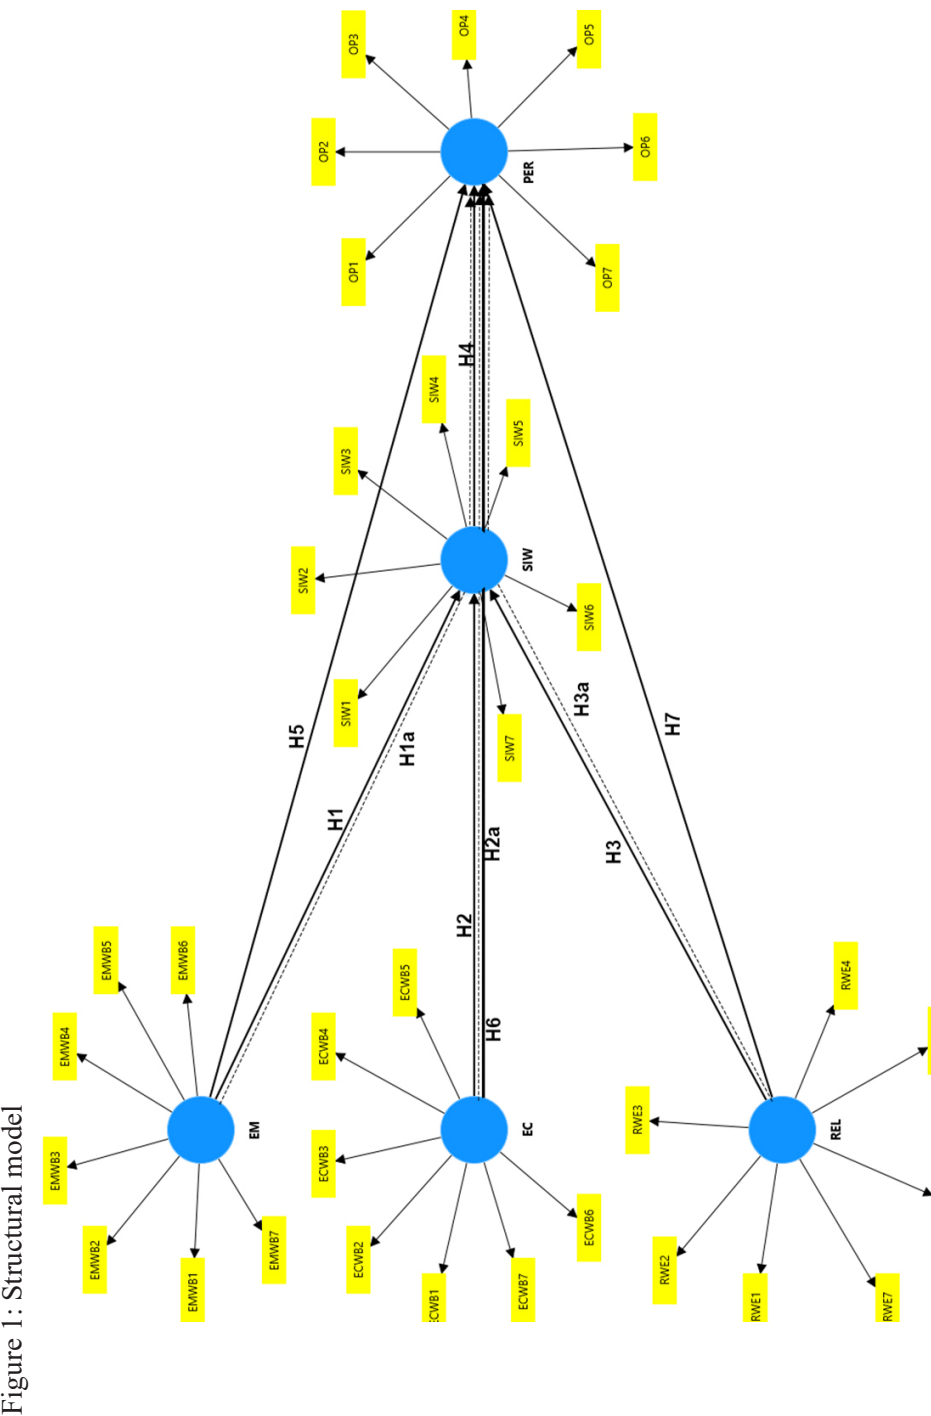 Figure 1: Structural model
EMWB1
EMWB2
EMWB3
EMWB4
EMWB5
EMWB6
EMWB7
EM
ECWB1
ECWB2
ECWB3
ECWB4
ECWB5
ECWB6
ECWB7
EC
RWE1
RWE2
RWE3
RWE4
RWE7
REL
H5
H1
H1a
H2
H2a
H6
H3
H3a
H7
H4
SIW1
SIW2
SIW3
SIW4
SIW5
SIW6
SIW7
SIW
OP1
OP2
OP3
OP4
OP5
OP6
OP7
PER